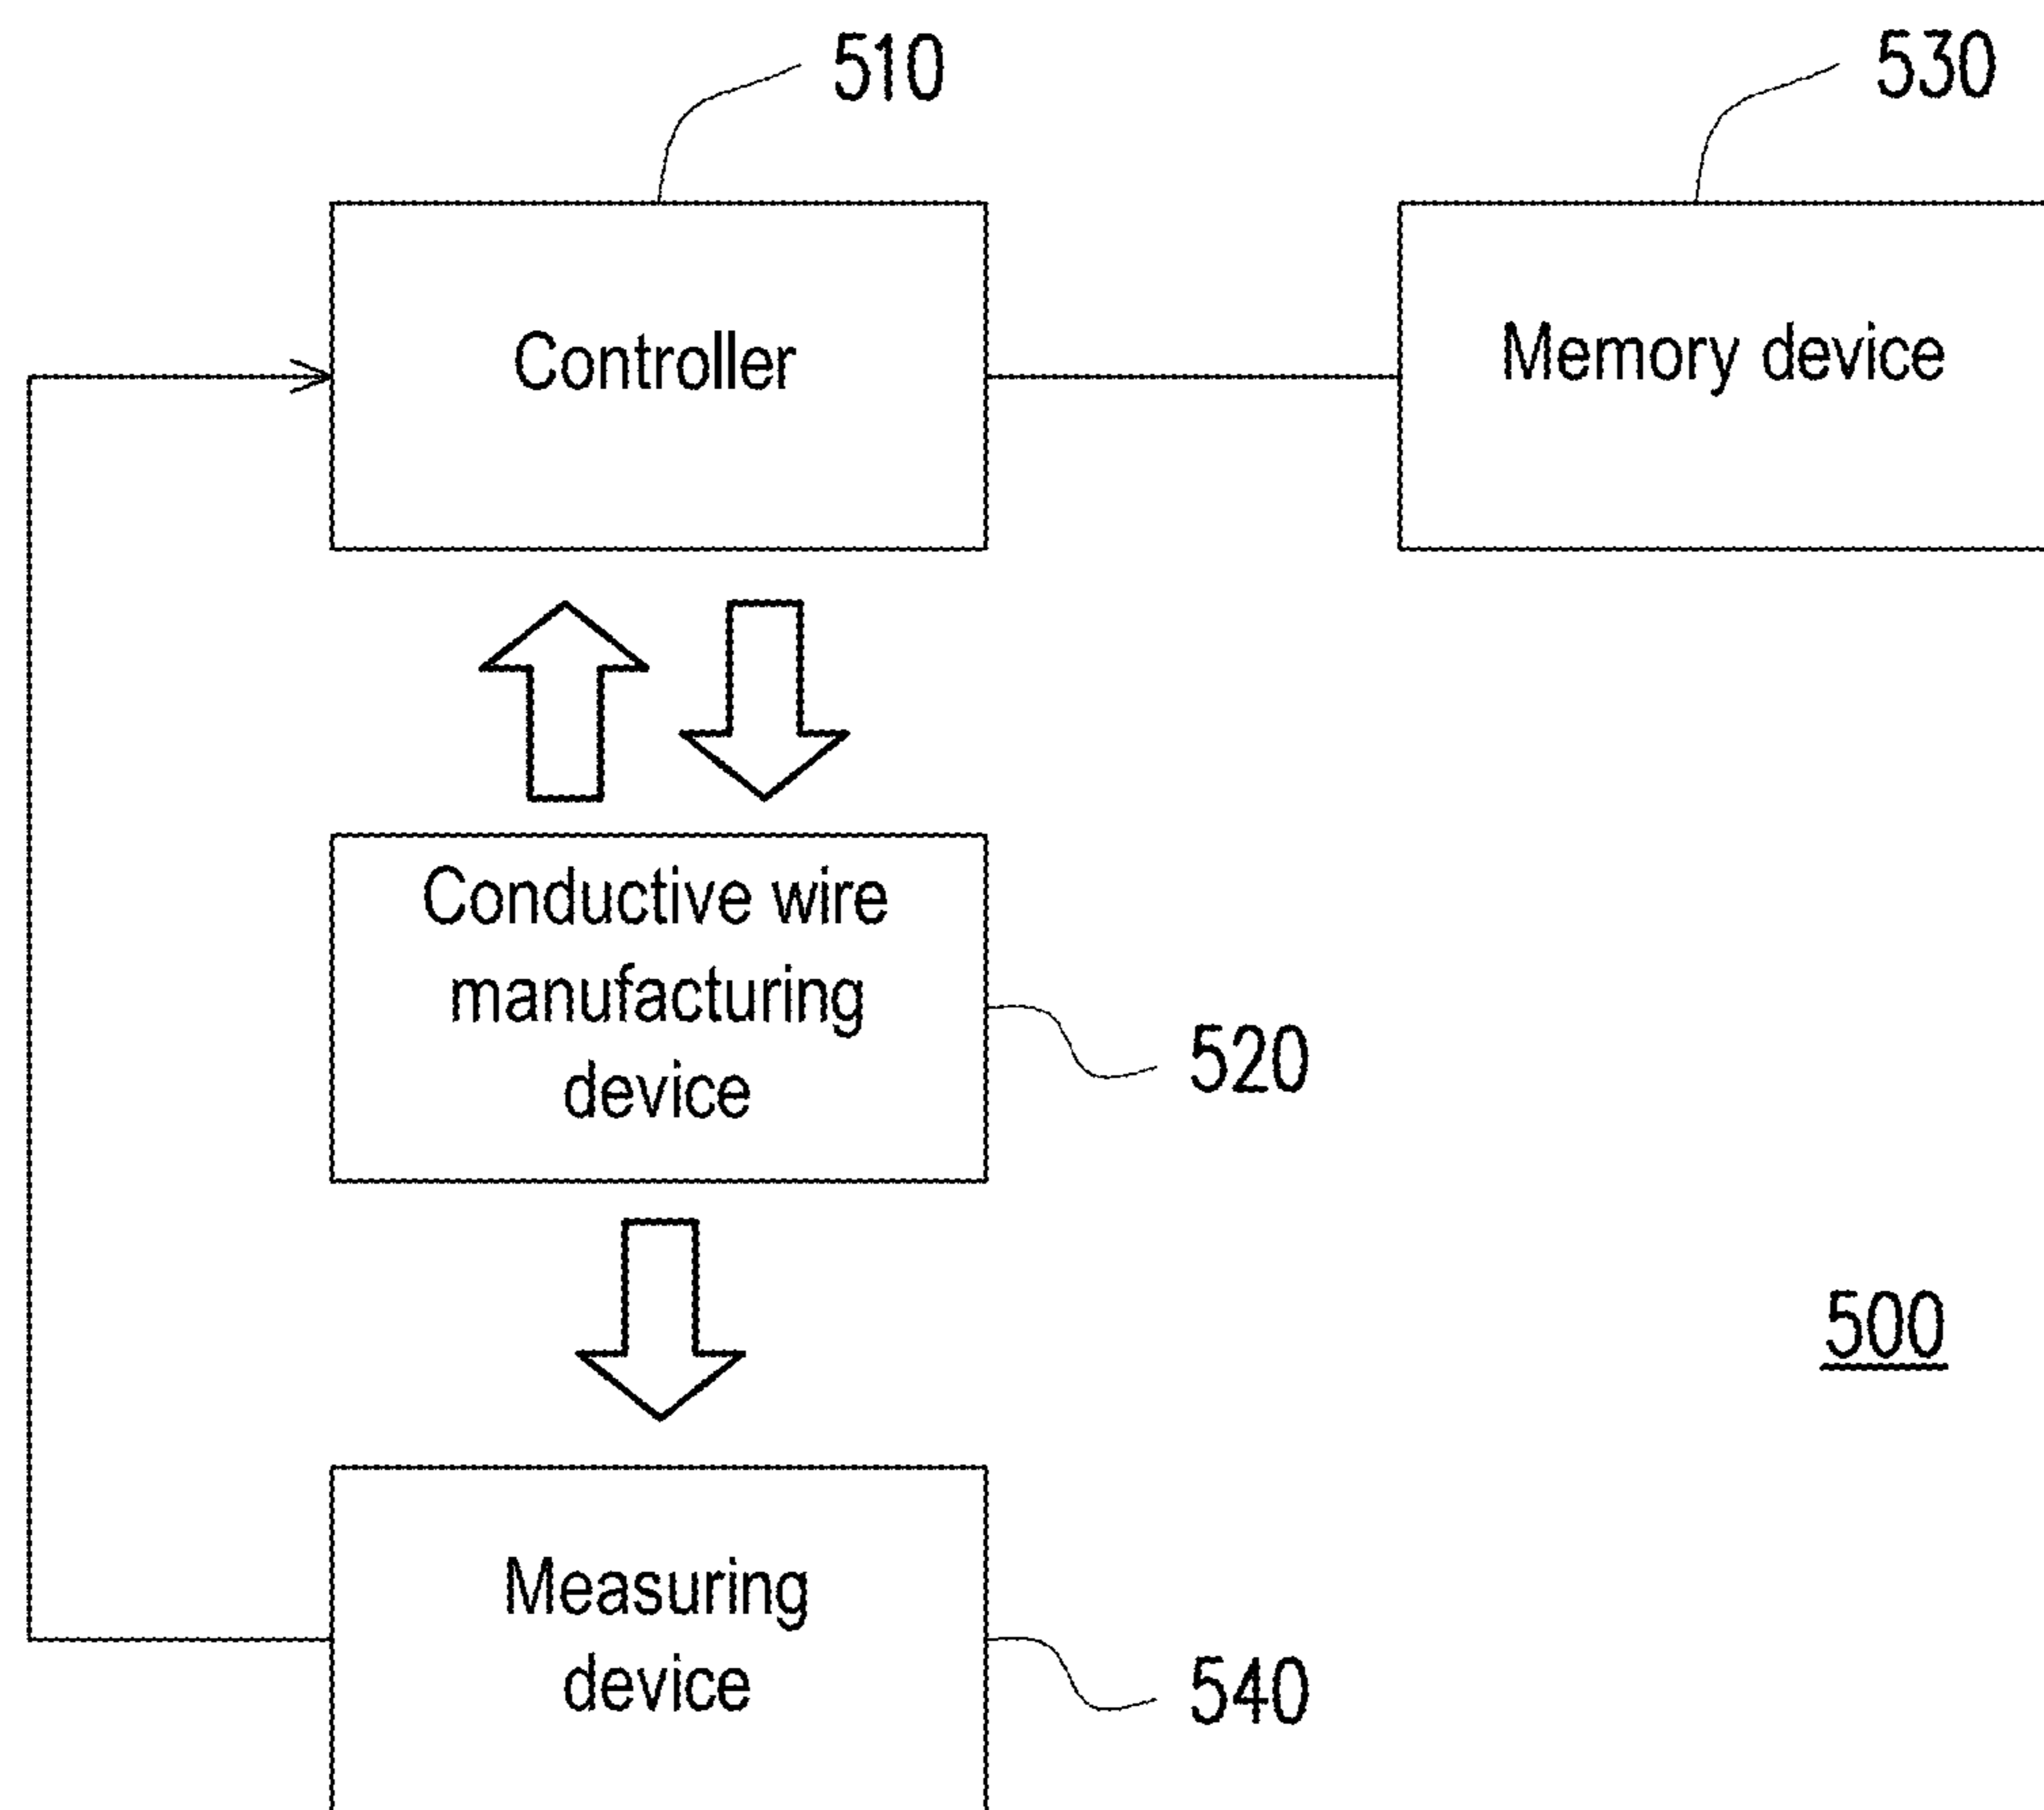 510
530
Controller
Memory device
Conductive wire
manufacturing
device
520
500
Measuring
device
540